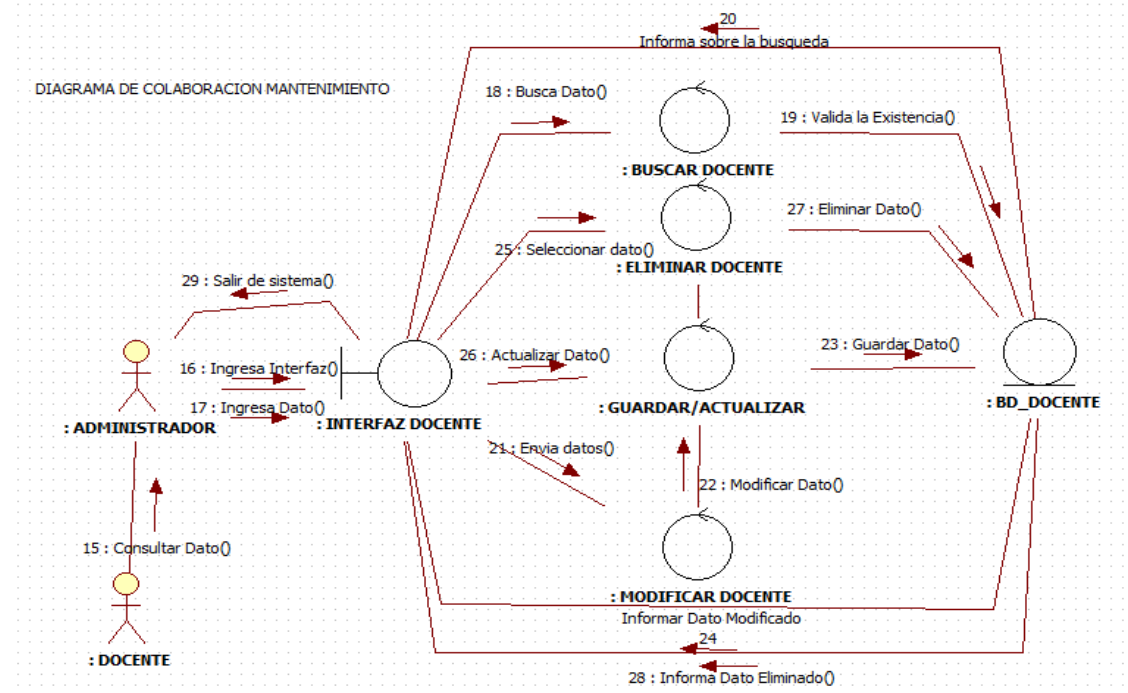 20
Informa sobre la busqueda
DIAGRAMA DE COLABORACION MANTENIMIENTO
18 : Busca Dato()
19 : Valida la Existencia()
: BUSCAR DOCENTE
27 : Eliminar Dato()
25 : Seleccionar dato()
: ELIMINAR DOCENTE
29 : Salir de sistema()
26 : Actualizar Dato()
23 : Guardar Dato()
16 : Ingresa Interfaz()
17 : Ingresa Dato()
: GUARDAR/ACTUALIZAR
: BD_DOCENTE
: ADMINISTRADOR
: INTERFAZ DOCENTE
21 : Envia datos()
22 : Modificar Dato()
15 : Consultar Dato()
: MODIFICAR DOCENTE
Informar Dato Modificado
24
: DOCENTE
28 : Informa Dato Eliminado()